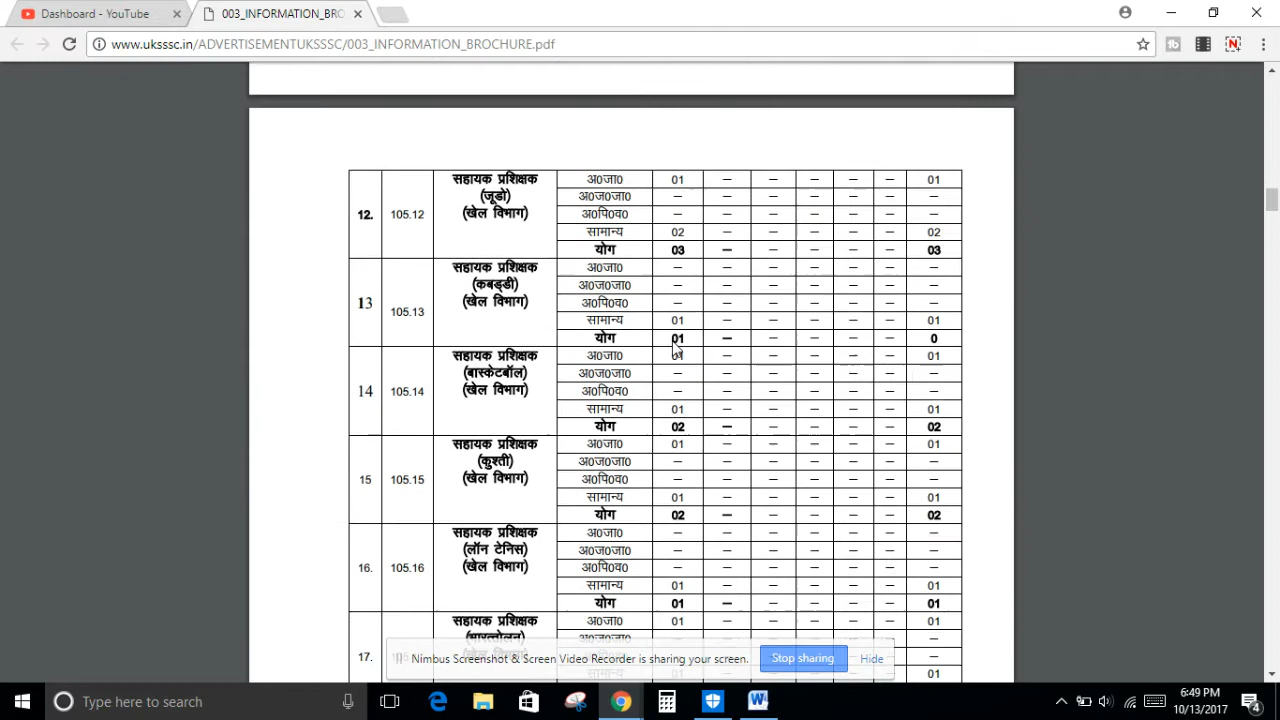 Dashboard - YouTube
003_INFORMATION_BRO
www.uksssc.in/ADVERTISEMENTUKSSSC/003_INFORMATION_BROCHURE.pdf
12. 105.12 सहायक प्रशिक्षक (जूडो) (खेल विभाग)
अ0जा0 01 – – – – – 01
अ0ज0जा0 – – – – – – –
अ0पि0व0 – – – – – – –
सामान्य 02 – – – – – 02
योग 03 – – – – – 03
13 105.13 सहायक प्रशिक्षक (कबड्डी) (खेल विभाग)
अ0जा0 – – – – – – –
अ0ज0जा0 – – – – – – –
अ0पि0व0 – – – – – – –
सामान्य 01 – – – – – 01
योग 01 – – – – – 0
14 105.14 सहायक प्रशिक्षक (बास्केटबॉल) (खेल विभाग)
अ0जा0 01 – – – – – 01
अ0ज0जा0 – – – – – – –
अ0पि0व0 – – – – – – –
सामान्य 01 – – – – – 01
योग 02 – – – – – 02
15 105.15 सहायक प्रशिक्षक (कुश्ती) (खेल विभाग)
अ0जा0 01 – – – – – 01
अ0ज0जा0 – – – – – – –
अ0पि0व0 – – – – – – –
सामान्य 01 – – – – – 01
योग 02 – – – – – 02
16. 105.16 सहायक प्रशिक्षक (लॉन टेनिस) (खेल विभाग)
अ0जा0 – – – – – – –
अ0ज0जा0 – – – – – – –
अ0पि0व0 – – – – – – –
सामान्य 01 – – – – – 01
योग 01 – – – – – 01
17. सहायक प्रशिक्षक (भारत्तोलन)
अ0जा0 01 – – – – – 01
–
–
01
Nimbus Screenshot & Screen Video Recorder is sharing your screen. Stop sharing Hide
Type here to search
6:49 PM
10/13/2017
4